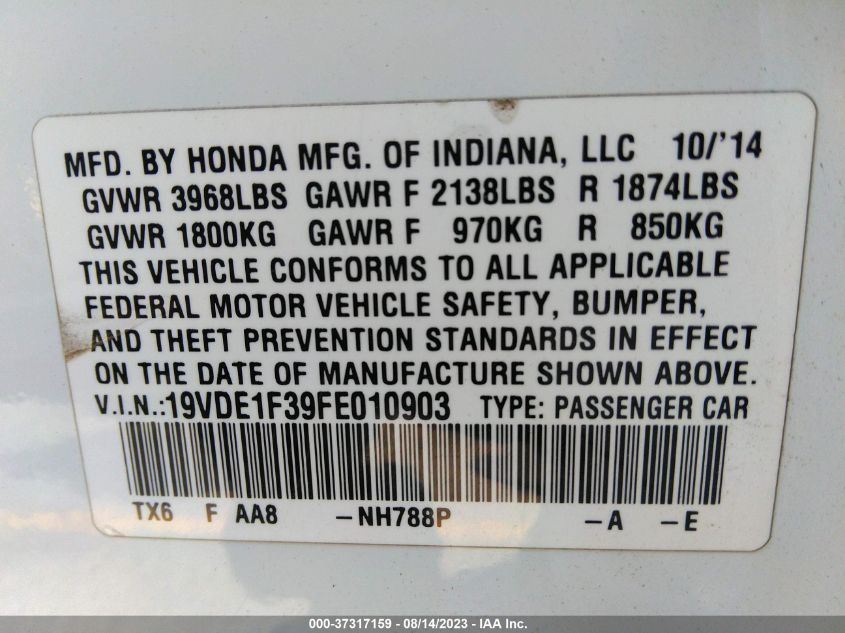 MFD. BY HONDA MFG. OF INDIANA, LLC 10/'14
GVWR 3968LBS GAWR F 2138LBS R 1874LBS
GVWR 1800KG GAWR F 970KG R 850KG
THIS VEHICLE CONFORMS TO ALL APPLICABLE
FEDERAL MOTOR VEHICLE SAFETY, BUMPER,
AND THEFT PREVENTION STANDARDS IN EFFECT
ON THE DATE OF MANUFACTURE SHOWN ABOVE.
V.I.N.:19VDE1F39FE010903 TYPE: PASSENGER CAR
TX6 F AA8 -NH788P -A -E
000-37317159 - 08/14/2023 - IAA Inc.